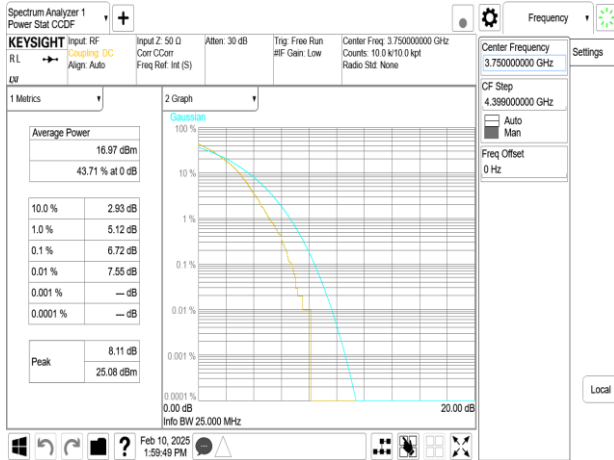 Spectrum Analyzer 1
Power Stat CCDF
+
Frequency
KEYSIGHT
RL
LXI
Input: RF
Coupling: DC
Align: Auto
Input Z: 50 Ω
Corr CCorr
Freq Ref: Int (S)
Atten: 30 dB
Trig: Free Run
#IF Gain: Low
Center Freq: 3.750000000 GHz
Counts: 10.0 k/10.0 kpt
Radio Std: None
Center Frequency
3.750000000 GHz
Settings
CF Step
4.399000000 GHz
Auto
Man
Freq Offset
0 Hz
Local
1 Metrics
Average Power
16.97 dBm
43.71 % at 0 dB
10.0 % 2.93 dB
1.0 % 5.12 dB
0.1 % 6.72 dB
0.01 % 7.55 dB
0.001 % --- dB
0.0001 % --- dB
Peak
8.11 dB
25.08 dBm
2 Graph
Gaussian
100 %
10 %
1 %
0.1 %
0.01 %
0.001 %
0.0001 %
0.00 dB 20.00 dB
Info BW 25.000 MHz
?
Feb 10, 2025
1:59:49 PM